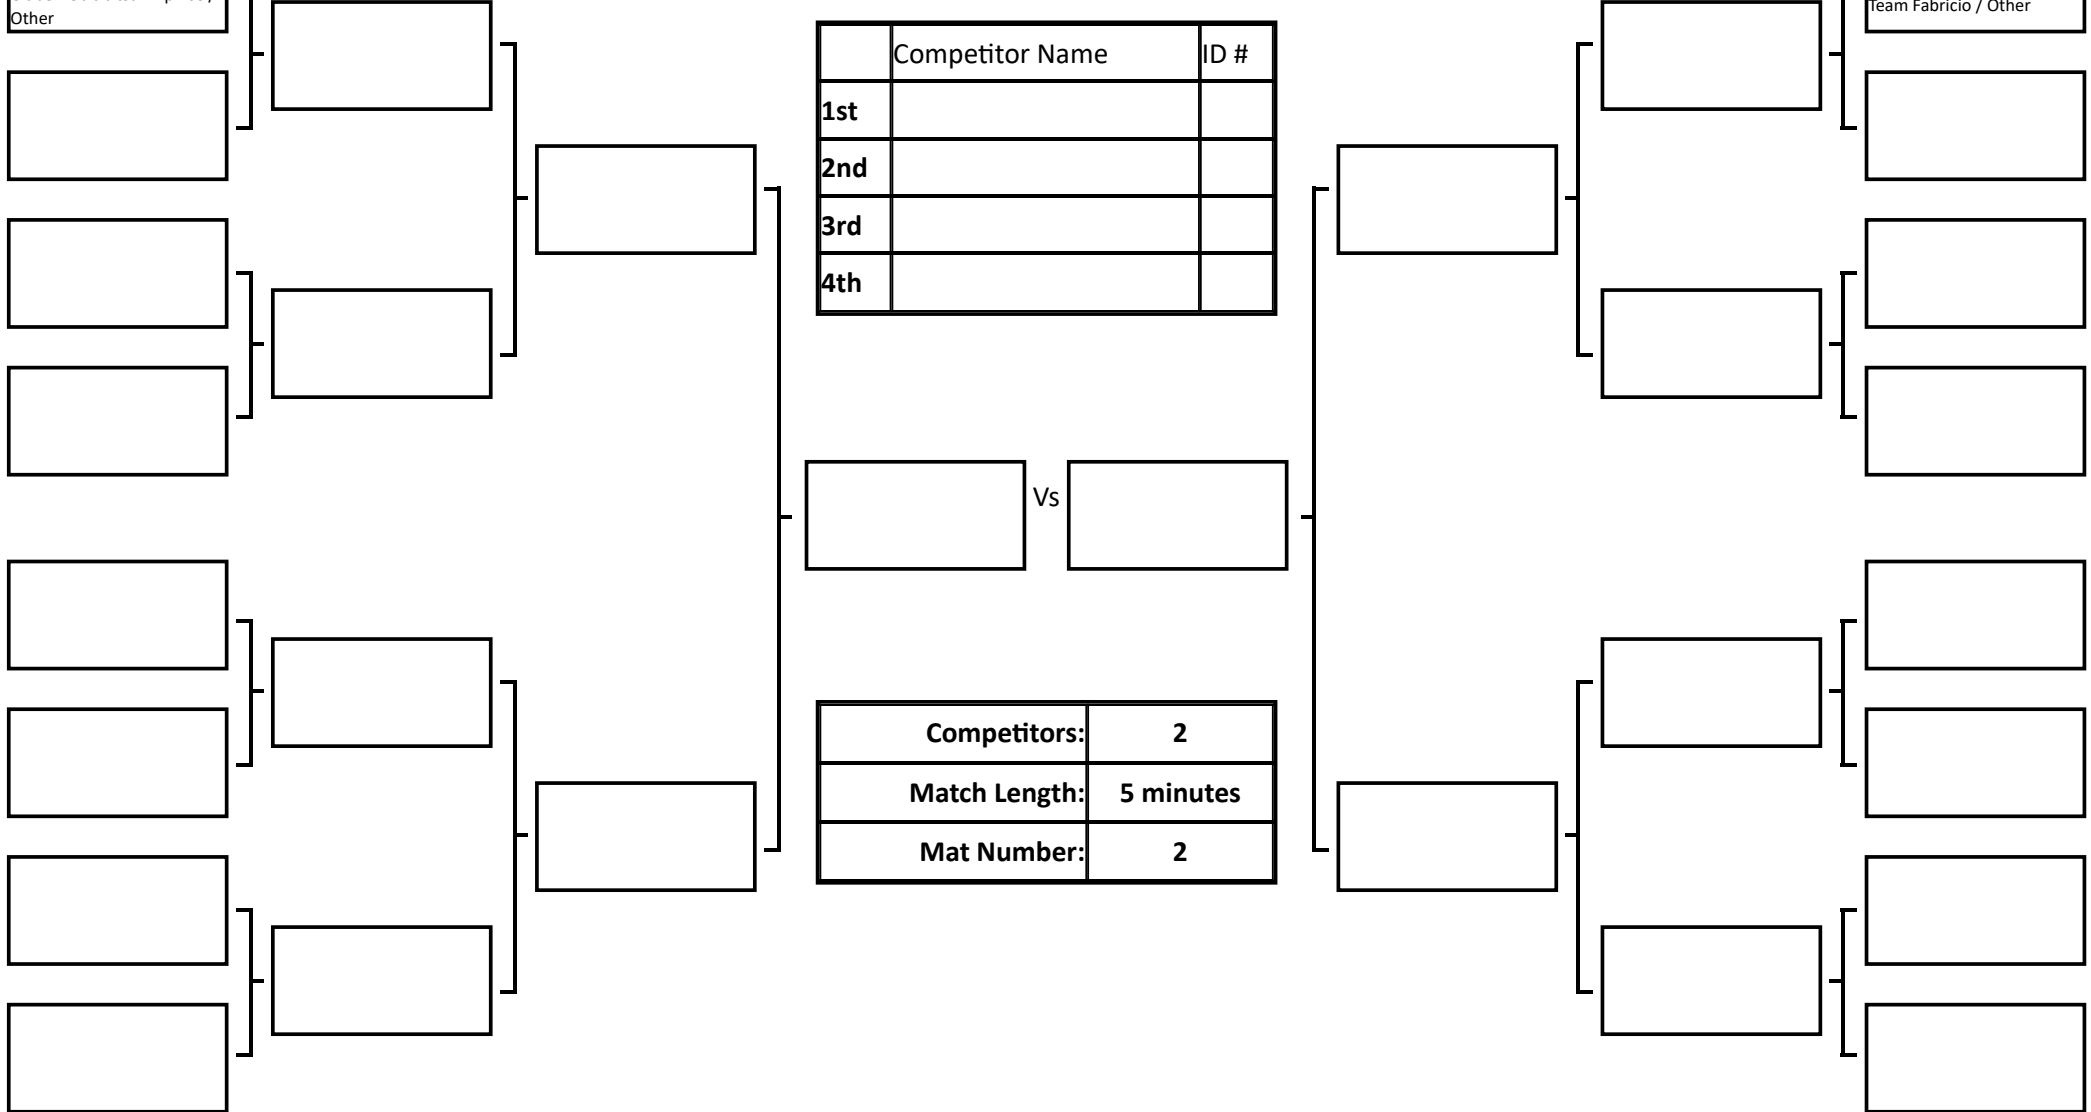 Other
Team Fabricio / Other
Competitor Name ID #
1st
2nd
3rd
4th
Vs
Competitors: 2
Match Length: 5 minutes
Mat Number: 2